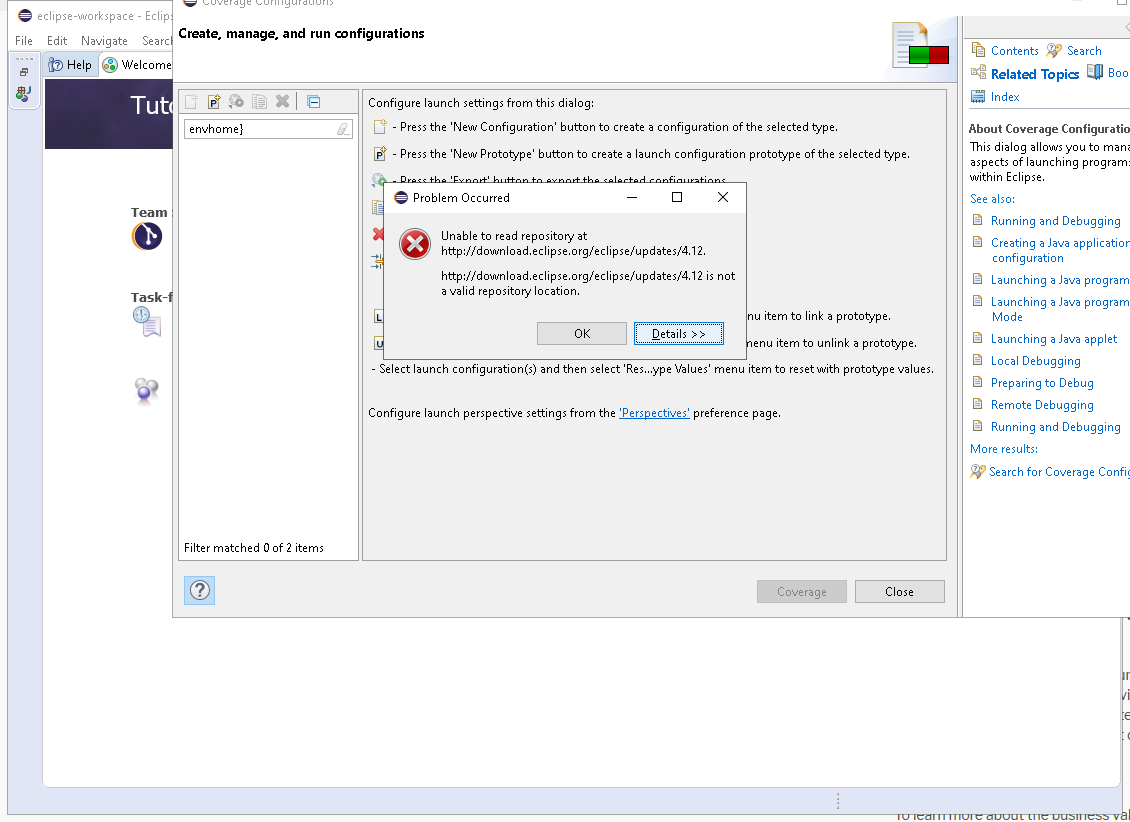 Coverage Configurations
eclipse-workspace - Eclips
File Edit Navigate Search
Create, manage, and run configurations
Help Welcome
Tuto
Team
Task-f
envhome}
Filter matched 0 of 2 items
Configure launch settings from this dialog:
- Press the 'New Configuration' button to create a configuration of the selected type.
- Press the 'New Prototype' button to create a launch configuration prototype of the selected type.
- Press the 'Export' button to export the selected configurations.
Problem Occurred
Unable to read repository at
http://download.eclipse.org/eclipse/updates/4.12.
http://download.eclipse.org/eclipse/updates/4.12 is not
a valid repository location.
OK Details >>
nu item to link a prototype.
menu item to unlink a prototype.
- Select launch configuration(s) and then select 'Res...ype Values' menu item to reset with prototype values.
Configure launch perspective settings from the 'Perspectives' preference page.
Coverage Close
Contents Search
Related Topics Boo
Index
About Coverage Configuratio
This dialog allows you to mana
aspects of launching program
within Eclipse.
See also:
Running and Debugging
Creating a Java application
configuration
Launching a Java program
Launching a Java program
Mode
Launching a Java applet
Local Debugging
Preparing to Debug
Remote Debugging
Running and Debugging
More results:
Search for Coverage Config
To learn more about the business val